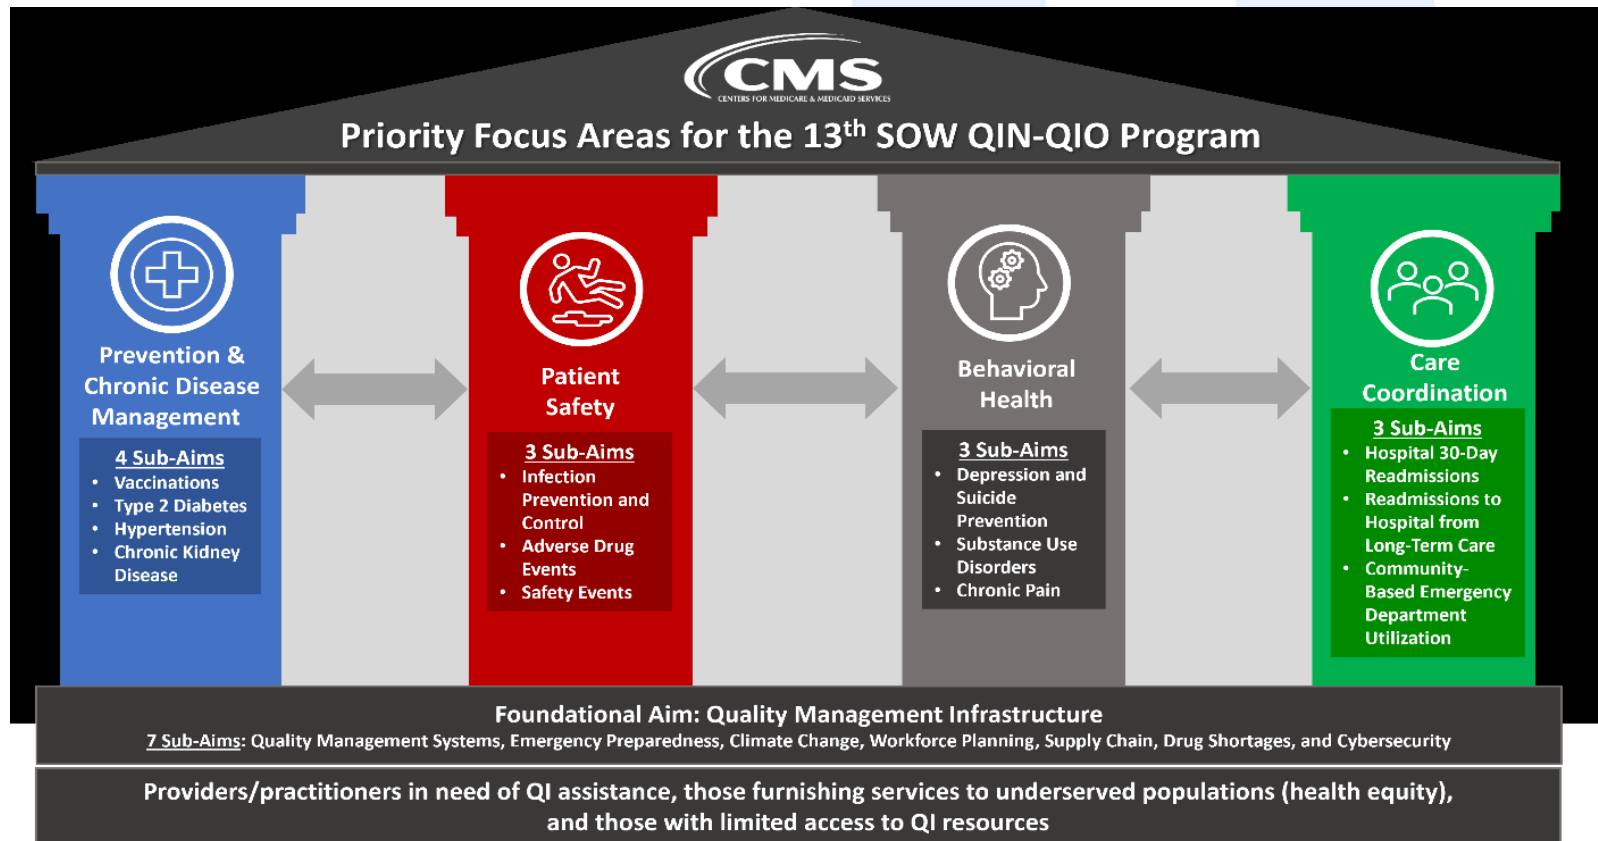 CMS
CENTERS FOR MEDICARE & MEDICAID SERVICES
Priority Focus Areas for the 13th SOW QIN-QIO Program
Prevention &
Chronic Disease
Management
4 Sub-Aims
• Vaccinations
• Type 2 Diabetes
• Hypertension
• Chronic Kidney
Disease
Patient
Safety
3 Sub-Aims
• Infection
Prevention and
Control
• Adverse Drug
Events
• Safety Events
Behavioral
Health
3 Sub-Aims
• Depression and
Suicide
Prevention
• Substance Use
Disorders
• Chronic Pain
Care
Coordination
3 Sub-Aims
• Hospital 30-Day
Readmissions
• Readmissions to
Hospital from
Long-Term Care
• Community-
Based Emergency
Department
Utilization
Foundational Aim: Quality Management Infrastructure
7 Sub-Aims: Quality Management Systems, Emergency Preparedness, Climate Change, Workforce Planning, Supply Chain, Drug Shortages, and Cybersecurity
Providers/practitioners in need of QI assistance, those furnishing services to underserved populations (health equity),
and those with limited access to QI resources